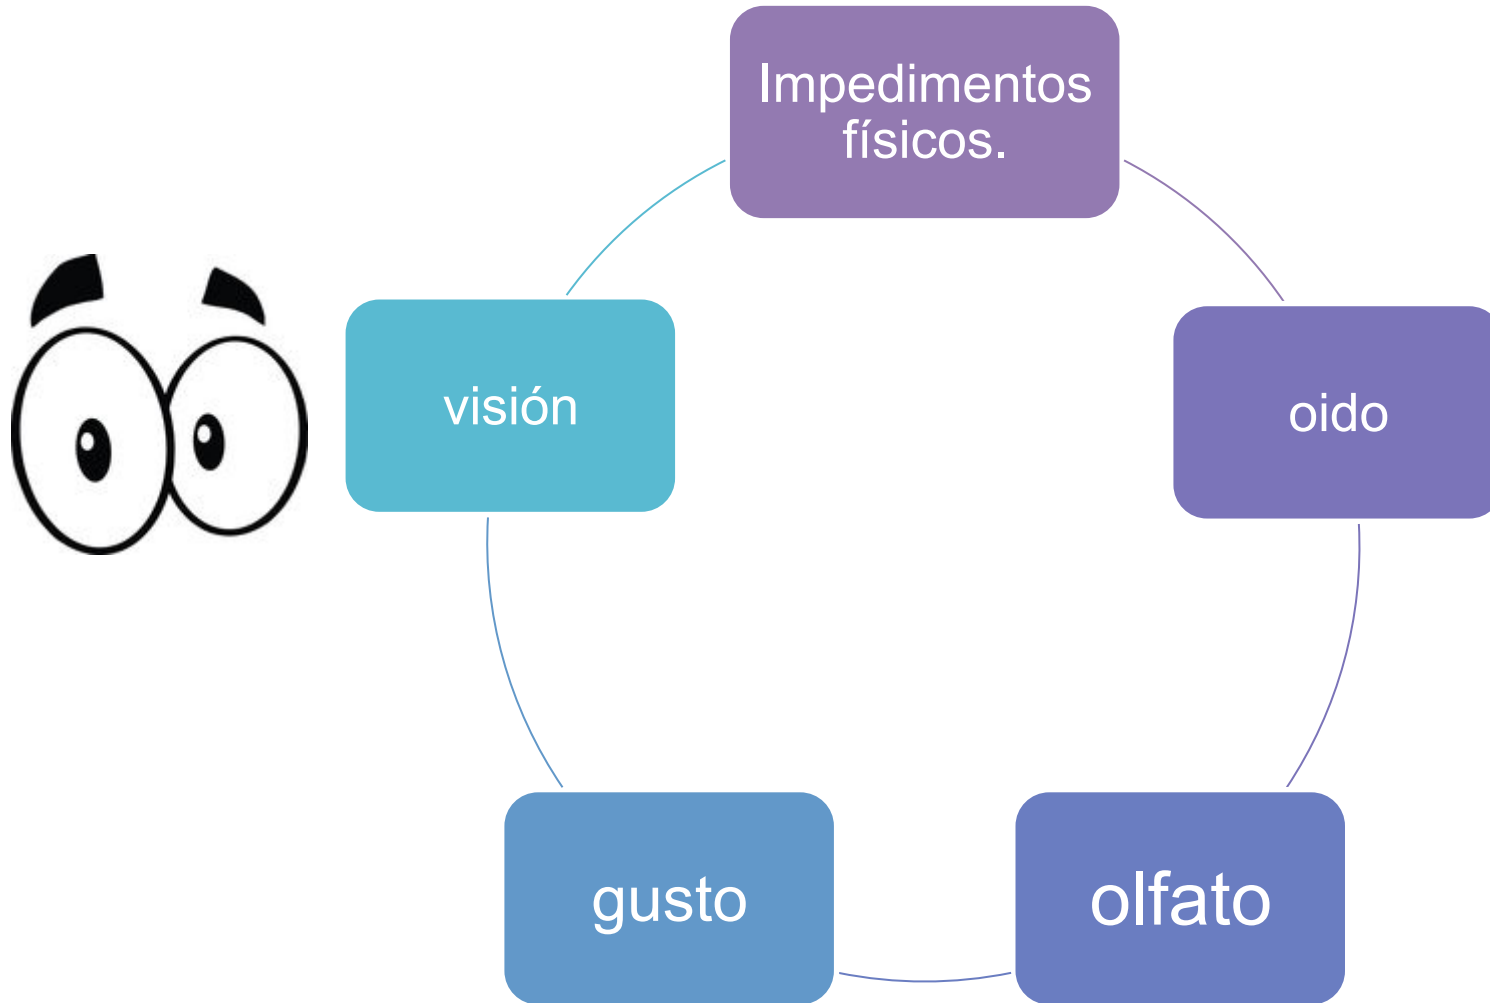 Impedimentos
físicos.
visión
oido
gusto
olfato